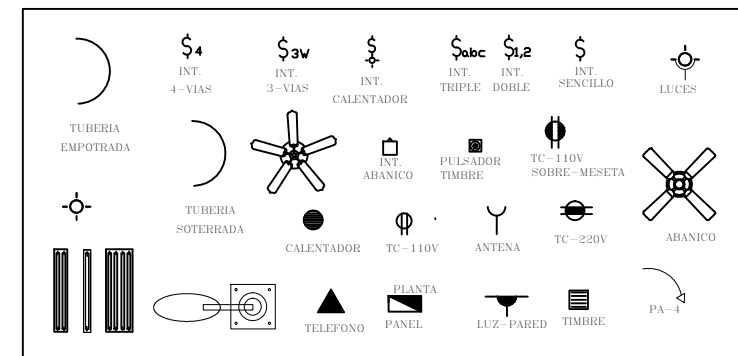 $4
INT.
4-VIAS
$3W
INT.
3-VIAS
$
INT.
CALENTADOR
$abc
INT.
TRIPLE
$1,2
INT.
DOBLE
$
INT.
SENCILLO
LUCES
TUBERIA
EMPOTRADA
TUBERIA
SOTERRADA
INT.
ABANICO
PULSADOR
TIMBRE
TC-110V
SOBRE-MESETA
ABANICO
CALENTADOR
TC-110V
ANTENA
TC-220V
TELEFONO
PLANTA
PANEL
LUZ-PARED
TIMBRE
PA-4